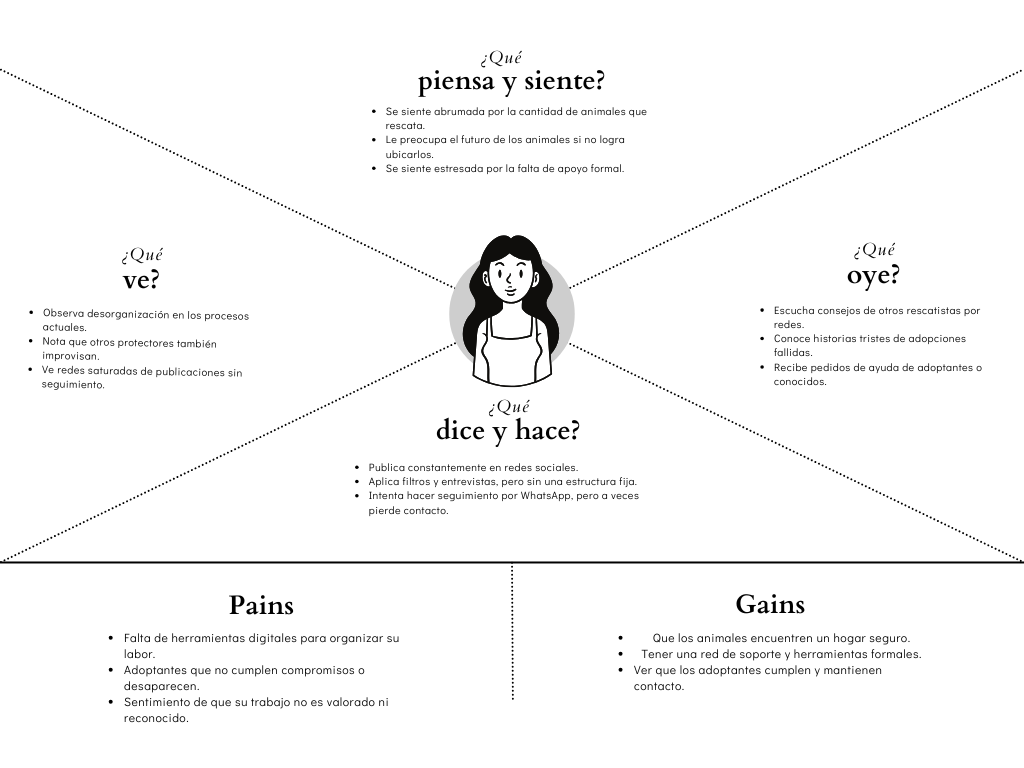 ¿Qué
piensa y siente?
• Se siente abrumada por la cantidad de animales que
rescata.
• Le preocupa el futuro de los animales si no logra
ubicarlos.
• Se siente estresada por la falta de apoyo formal.
¿Qué
ve?
• Observa desorganización en los procesos
actuales.
• Nota que otros protectores también
improvisan.
• Ve redes saturadas de publicaciones sin
seguimiento.
¿Qué
oye?
• Escucha consejos de otros rescatistas por
redes.
• Conoce historias tristes de adopciones
fallidas.
• Recibe pedidos de ayuda de adoptantes o
conocidos.
¿Qué
dice y hace?
• Publica constantemente en redes sociales.
• Aplica filtros y entrevistas, pero sin una estructura fija.
• Intenta hacer seguimiento por WhatsApp, pero a veces
pierde contacto.
Pains
• Falta de herramientas digitales para organizar su
labor.
• Adoptantes que no cumplen compromisos o
desaparecen.
• Sentimiento de que su trabajo no es valorado ni
reconocido.
Gains
• Que los animales encuentren un hogar seguro.
• Tener una red de soporte y herramientas formales.
• Ver que los adoptantes cumplen y mantienen
contacto.